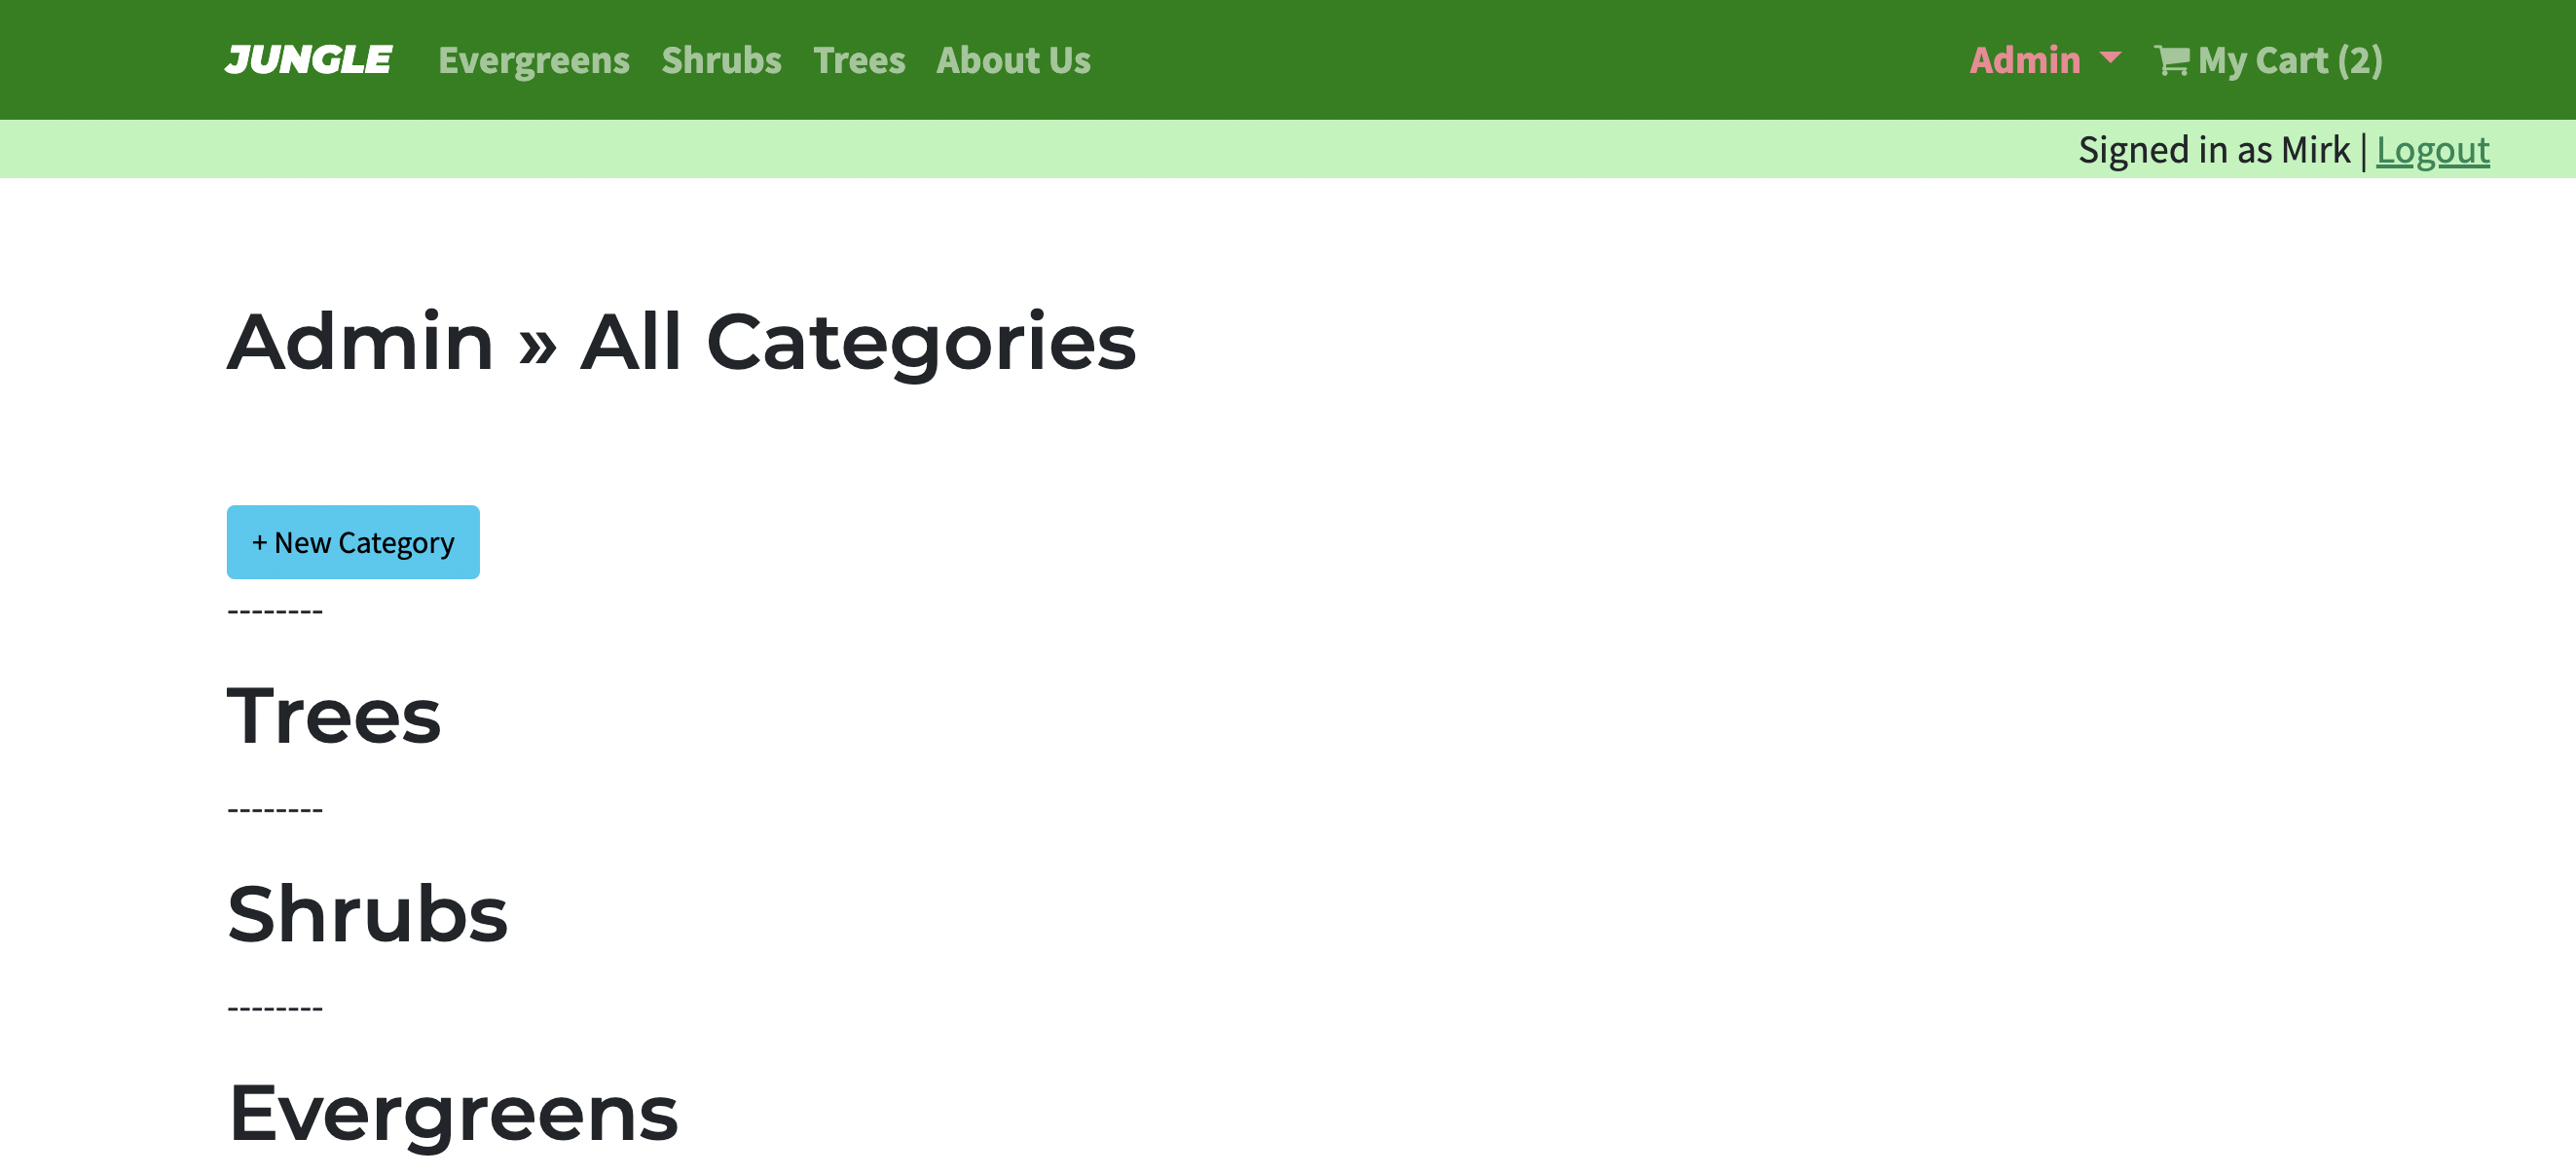 JUNGLE Evergreens Shrubs Trees About Us Admin My Cart (2)
Signed in as Mirk | Logout
Admin » All Categories
+ New Category
--------
Trees
--------
Shrubs
--------
Evergreens